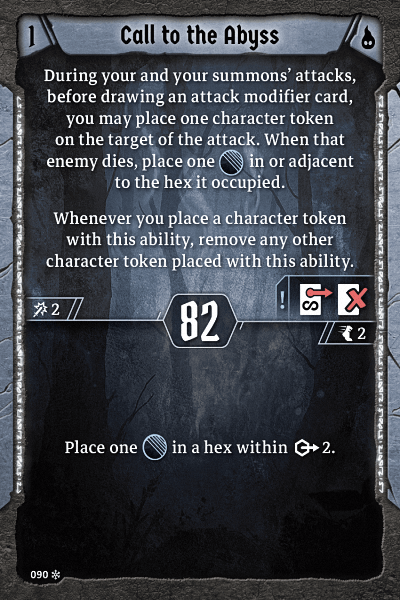 1
Call to the Abyss
During your and your summons’ attacks,
before drawing an attack modifier card,
you may place one character token
on the target of the attack. When that
enemy dies, place one in or adjacent
to the hex it occupied.
Whenever you place a character token
with this ability, remove any other
character token placed with this ability.
2
82
!
2
Place one in a hex within 2.
090